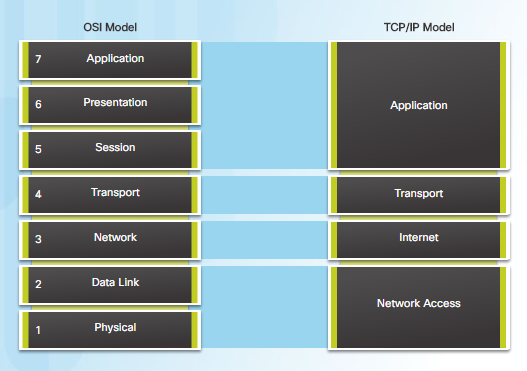 OSI Model
TCP/IP Model
7 Application
6 Presentation
5 Session
Application
4 Transport
Transport
3 Network
Internet
2 Data Link
1 Physical
Network Access